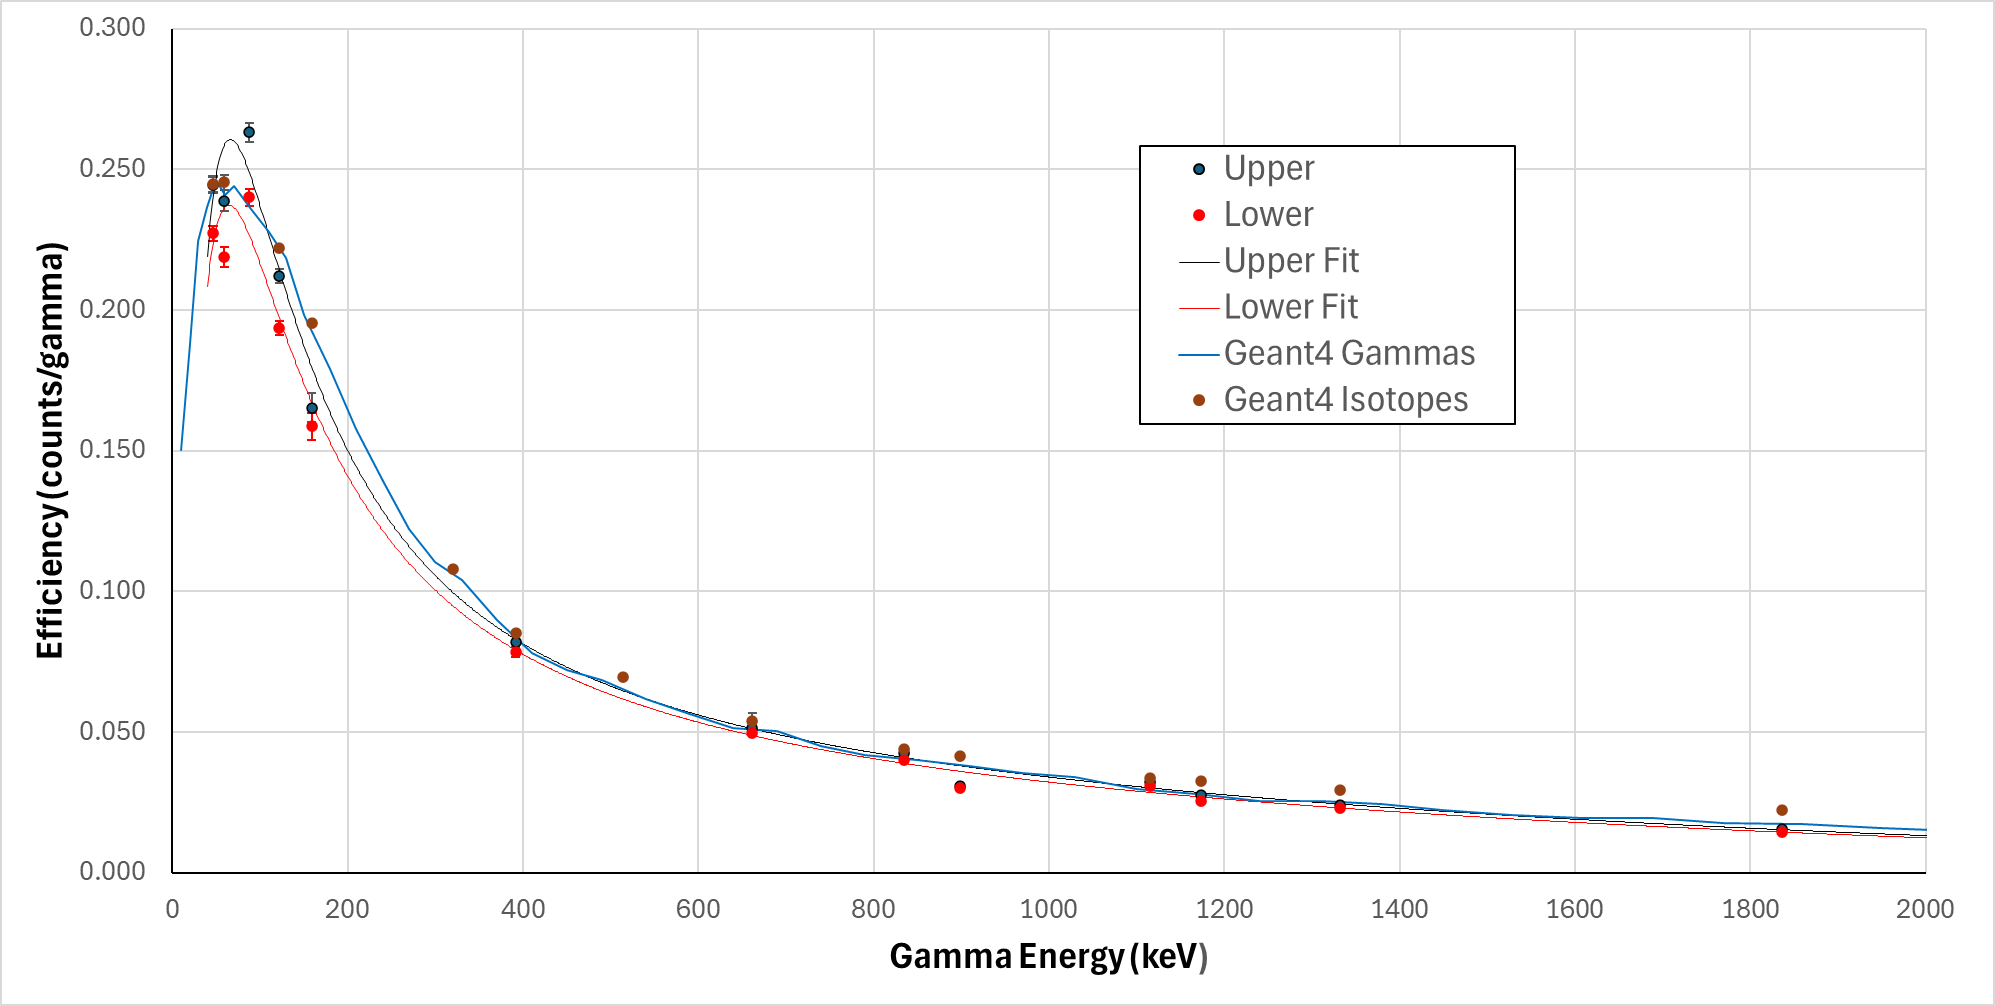 0.300
0.250
0.200
0.150
0.100
0.050
0.000
Efficiency (counts/gamma)
Upper
Lower
Upper Fit
Lower Fit
Geant4 Gammas
Geant4 Isotopes
0 200 400 600 800 1000 1200 1400 1600 1800 2000
Gamma Energy (keV)